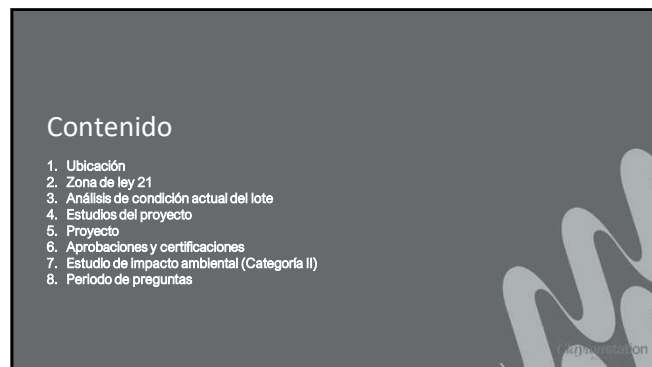 Contenido
1. Ubicación
2. Zona de ley 21
3. Análisis de condición actual del lote
4. Estudios del proyecto
5. Proyecto
6. Aprobaciones y certificaciones
7. Estudio de impacto ambiental (Categoría II)
8. Periodo de preguntas
Claytonstation